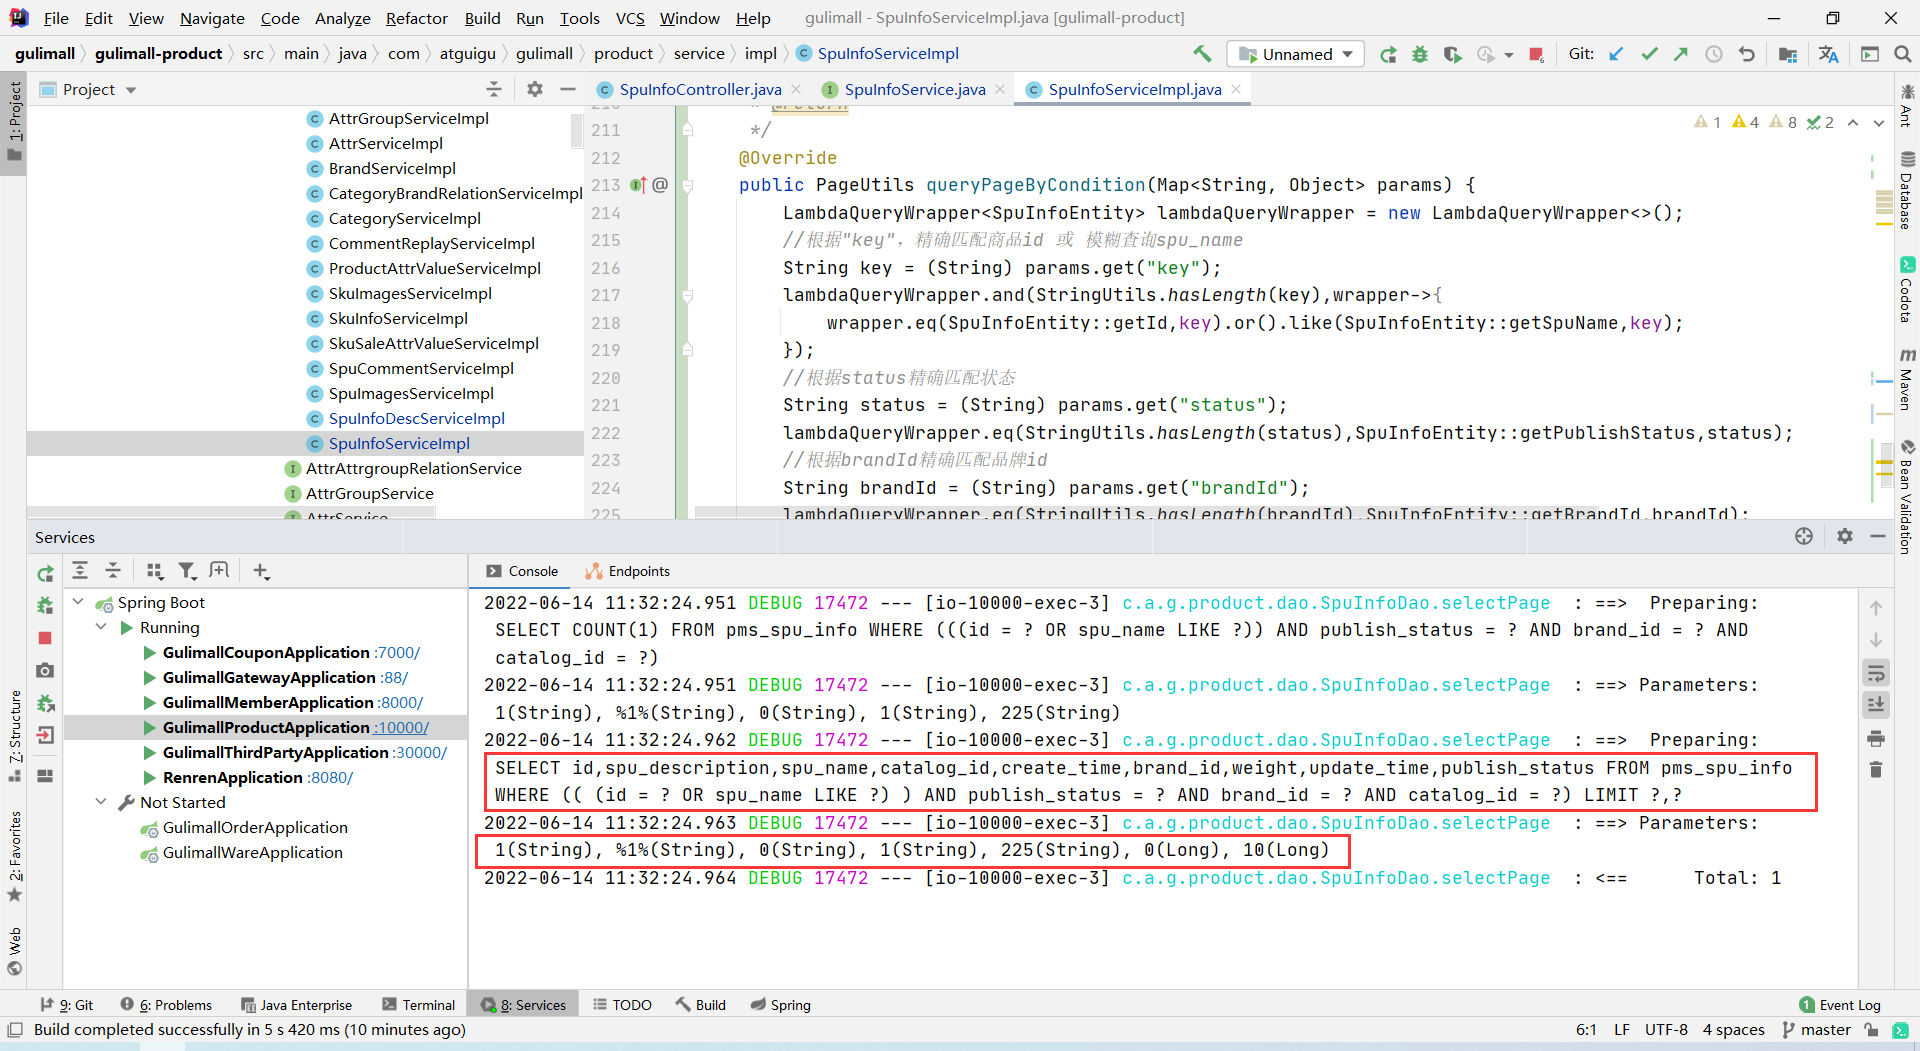 File Edit View Navigate Code Analyze Refactor Build Run Tools VCS Window Help gulimall - SpuInfoServiceImpl.java [gulimall-product]
gulimall gulimall-product src main java com atguigu gulimall product service impl SpuInfoServiceImpl Unnamed Git:
Project
SpuInfoController.java SpuInfoService.java SpuInfoServiceImpl.java
1: Project
AttrGroupServiceImpl
AttrServiceImpl
BrandServiceImpl
CategoryBrandRelationServiceImpl
CategoryServiceImpl
CommentReplayServiceImpl
ProductAttrValueServiceImpl
SkuImagesServiceImpl
SkuInfoServiceImpl
SkuSaleAttrValueServiceImpl
SpuCommentServiceImpl
SpuImagesServiceImpl
SpuInfoDescServiceImpl
SpuInfoServiceImpl
AttrAttrgroupRelationService
AttrGroupService
AttrService
210 * @return
211 */
212 @Override
213 public PageUtils queryPageByCondition(Map<String, Object> params) {
214 LambdaQueryWrapper<SpuInfoEntity> lambdaQueryWrapper = new LambdaQueryWrapper<>();
215 //根据"key"，精确匹配商品id 或 模糊查询spu_name
216 String key = (String) params.get("key");
217 lambdaQueryWrapper.and(StringUtils.hasLength(key),wrapper->{
218 wrapper.eq(SpuInfoEntity::getId,key).or().like(SpuInfoEntity::getSpuName,key);
219 });
220 //根据status精确匹配状态
221 String status = (String) params.get("status");
222 lambdaQueryWrapper.eq(StringUtils.hasLength(status),SpuInfoEntity::getPublishStatus,status);
223 //根据brandId精确匹配品牌id
224 String brandId = (String) params.get("brandId");
225 lambdaQueryWrapper.eq(StringUtils.hasLength(brandId),SpuInfoEntity::getBrandId,brandId);
1 4 8 2
Ant
Database
Codota
Maven
Bean Validation
Services
Spring Boot
Running
GulimallCouponApplication :7000/
GulimallGatewayApplication :88/
GulimallMemberApplication :8000/
GulimallProductApplication :10000/
GulimallThirdPartyApplication :30000/
RenrenApplication :8080/
Not Started
GulimallOrderApplication
GulimallWareApplication
7: Structure
2: Favorites
Web
Console Endpoints
2022-06-14 11:32:24.951 DEBUG 17472 --- [io-10000-exec-3] c.a.g.product.dao.SpuInfoDao.selectPage : ==> Preparing:
SELECT COUNT(1) FROM pms_spu_info WHERE (((id = ? OR spu_name LIKE ?)) AND publish_status = ? AND brand_id = ? AND
catalog_id = ?)
2022-06-14 11:32:24.951 DEBUG 17472 --- [io-10000-exec-3] c.a.g.product.dao.SpuInfoDao.selectPage : ==> Parameters:
1(String), %1%(String), 0(String), 1(String), 225(String)
2022-06-14 11:32:24.962 DEBUG 17472 --- [io-10000-exec-3] c.a.g.product.dao.SpuInfoDao.selectPage : ==> Preparing:
SELECT id,spu_description,spu_name,catalog_id,create_time,brand_id,weight,update_time,publish_status FROM pms_spu_info
WHERE (( (id = ? OR spu_name LIKE ?) ) AND publish_status = ? AND brand_id = ? AND catalog_id = ?) LIMIT ?,?
2022-06-14 11:32:24.963 DEBUG 17472 --- [io-10000-exec-3] c.a.g.product.dao.SpuInfoDao.selectPage : ==> Parameters:
1(String), %1%(String), 0(String), 1(String), 225(String), 0(Long), 10(Long)
2022-06-14 11:32:24.964 DEBUG 17472 --- [io-10000-exec-3] c.a.g.product.dao.SpuInfoDao.selectPage : <== Total: 1
9: Git 6: Problems Java Enterprise Terminal 8: Services TODO Build Spring 1 Event Log
Build completed successfully in 5 s 420 ms (10 minutes ago) 6:1 LF UTF-8 4 spaces master